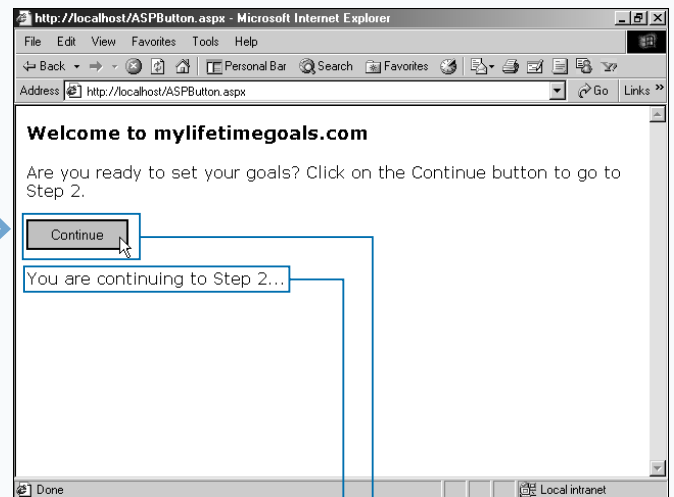 http://localhost/ASPButton.aspx - Microsoft Internet Explorer
File Edit View Favorites Tools Help
Back Personal Bar Search Favorites
Address http://localhost/ASPButton.aspx Go Links »
Welcome to mylifetimegoals.com
Are you ready to set your goals? Click on the Continue button to go to
Step 2.
Continue
You are continuing to Step 2...
Done Local intranet